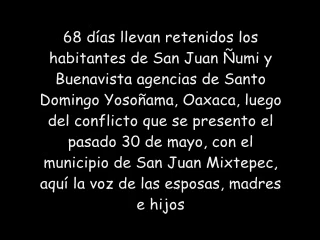 68 días llevan retenidos los
habitantes de San Juan Ñumi y
Buenavista agencias de Santo
Domingo Yosoñama, Oaxaca, luego
del conflicto que se presento el
pasado 30 de mayo, con el
municipio de San Juan Mixtepec,
aquí la voz de las esposas, madres
e hijos